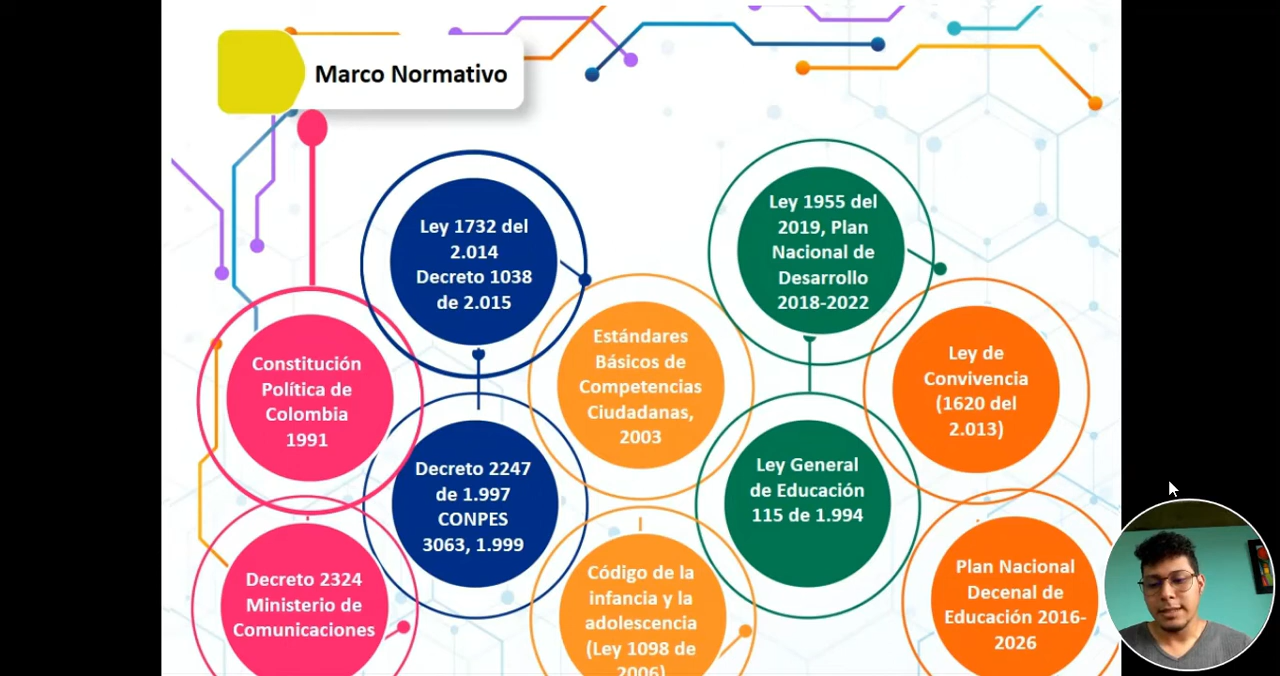 Marco Normativo
Ley 1732 del
2.014
Decreto 1038
de 2.015
Ley 1955 del
2019, Plan
Nacional de
Desarrollo
2018-2022
Constitución
Política de
Colombia
1991
Estándares
Básicos de
Competencias
Ciudadanas,
2003
Ley de
Convivencia
(1620 del
2.013)
Decreto 2247
de 1.997
CONPES
3063, 1.999
Ley General
de Educación
115 de 1.994
Decreto 2324
Ministerio de
Comunicaciones
Código de la
infancia y la
adolescencia
(Ley 1098 de
2006)
Plan Nacional
Decenal de
Educación 2016-
2026